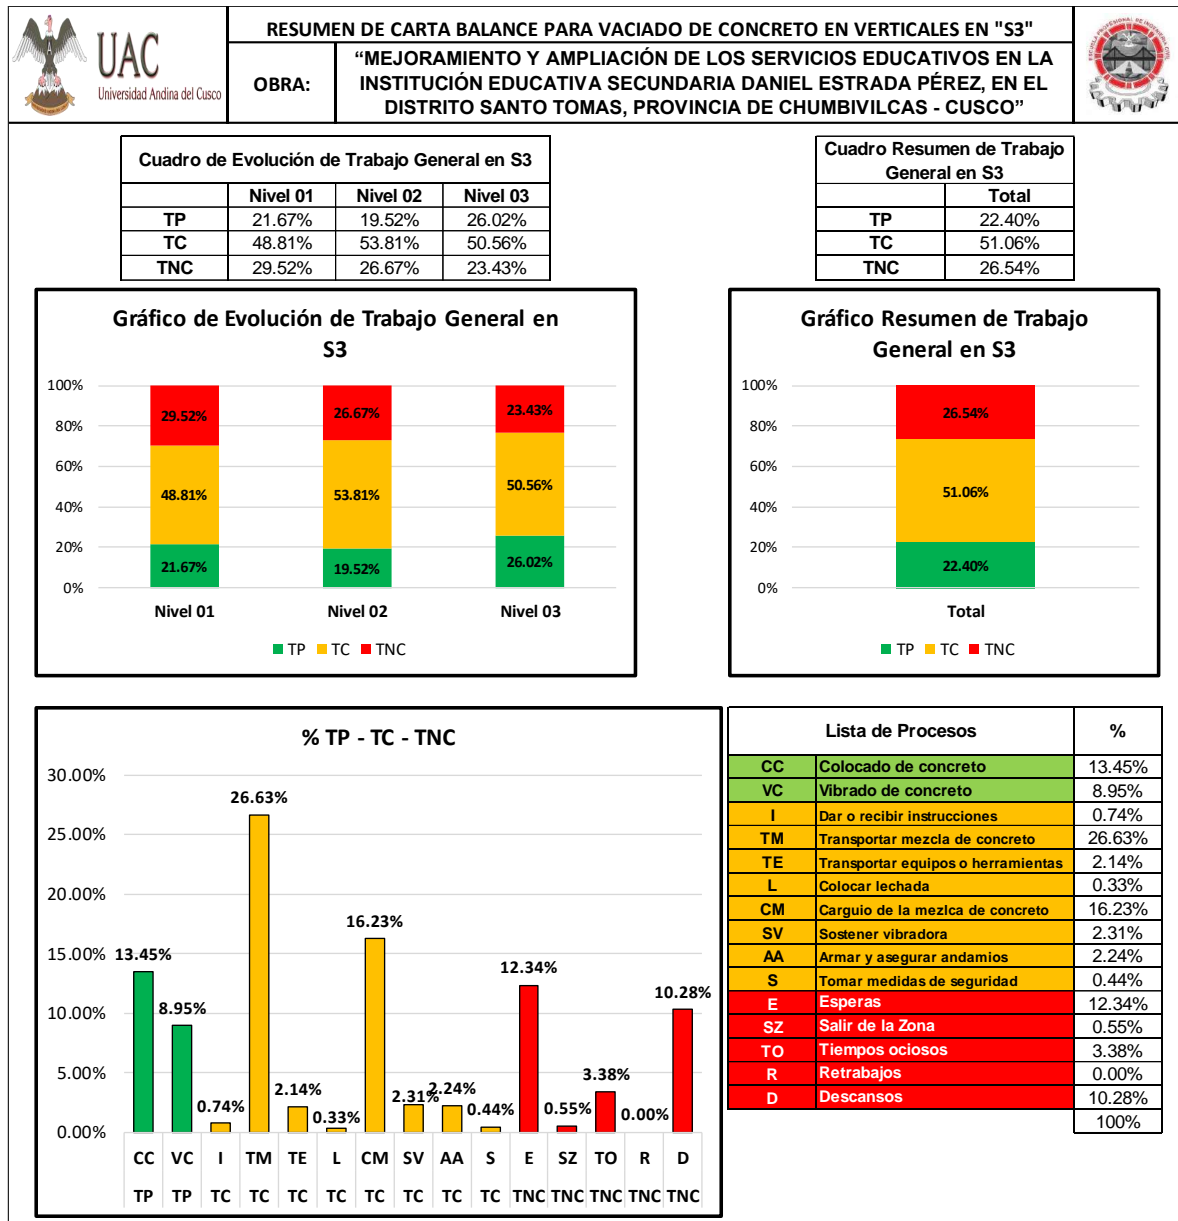 UAC
Universidad Andina del Cusco
RESUMEN DE CARTA BALANCE PARA VACIADO DE CONCRETO EN VERTICALES EN "S3"
OBRA:
“MEJORAMIENTO Y AMPLIACIÓN DE LOS SERVICIOS EDUCATIVOS EN LA
INSTITUCIÓN EDUCATIVA SECUNDARIA DANIEL ESTRADA PÉREZ, EN EL
DISTRITO SANTO TOMAS, PROVINCIA DE CHUMBIVILCAS - CUSCO”
Cuadro de Evolución de Trabajo General en S3
Nivel 01 Nivel 02 Nivel 03
TP 21.67% 19.52% 26.02%
TC 48.81% 53.81% 50.56%
TNC 29.52% 26.67% 23.43%
Cuadro Resumen de Trabajo
General en S3
Total
TP 22.40%
TC 51.06%
TNC 26.54%
Gráfico de Evolución de Trabajo General en
S3
100%
80%
60%
40%
20%
0%
29.52% 26.67% 23.43%
48.81% 53.81% 50.56%
21.67% 19.52% 26.02%
Nivel 01 Nivel 02 Nivel 03
TP TC TNC
Gráfico Resumen de Trabajo
General en S3
100%
80%
60%
40%
20%
0%
26.54%
51.06%
22.40%
Total
TP TC TNC
% TP - TC - TNC
30.00%
25.00%
20.00%
15.00%
10.00%
5.00%
0.00%
13.45% 8.95% 0.74% 26.63% 2.14% 0.33% 16.23% 2.31% 2.24% 0.44% 12.34% 0.55% 3.38% 0.00% 10.28%
CC VC I TM TE L CM SV AA S E SZ TO R D
TP TP TC TC TC TC TC TC TC TC TNC TNC TNC TNC TNC
Lista de Procesos %
CC Colocado de concreto 13.45%
VC Vibrado de concreto 8.95%
I Dar o recibir instrucciones 0.74%
TM Transportar mezcla de concreto 26.63%
TE Transportar equipos o herramientas 2.14%
L Colocar lechada 0.33%
CM Carguio de la mezlca de concreto 16.23%
SV Sostener vibradora 2.31%
AA Armar y asegurar andamios 2.24%
S Tomar medidas de seguridad 0.44%
E Esperas 12.34%
SZ Salir de la Zona 0.55%
TO Tiempos ociosos 3.38%
R Retrabajos 0.00%
D Descansos 10.28%
100%